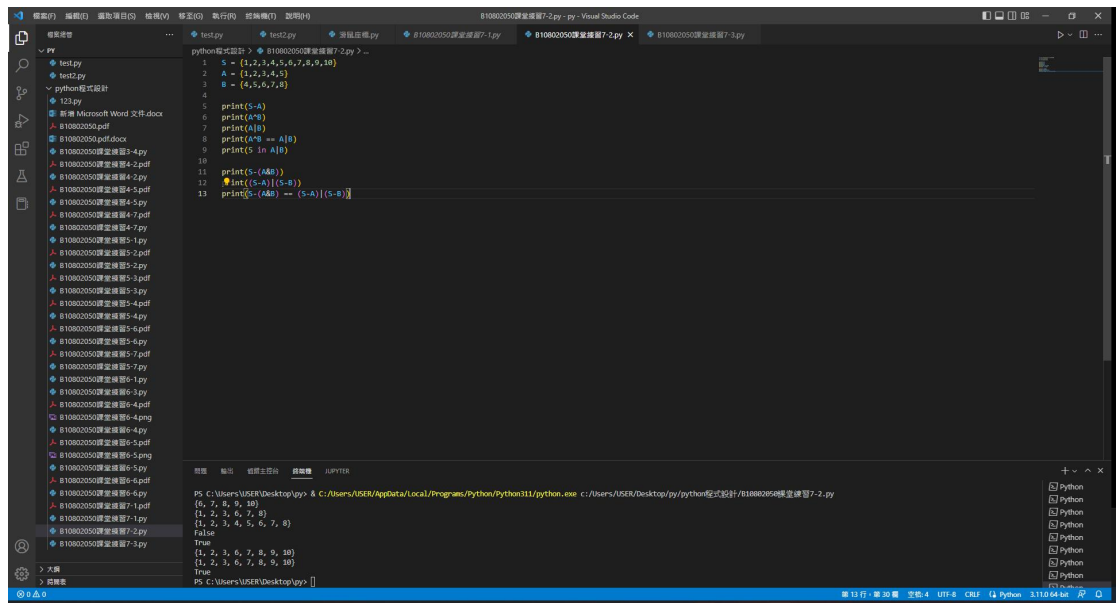 檔案(F) 編輯(E) 選取項目(S) 檢視(V) 移至(G) 執行(R) 終端機(T) 說明(H)
B10802050課堂練習7-2.py - py - Visual Studio Code
檔案總管
test.py
test2.py
滑鼠座標.py
B10802050課堂練習7-1.py
B10802050課堂練習7-2.py
B10802050課堂練習7-3.py
PY
test.py
test2.py
python程式設計
123.py
新增 Microsoft Word 文件.docx
B10802050.pdf
B10802050.pdf.docx
B10802050課堂練習3-4.py
B10802050課堂練習4-2.pdf
B10802050課堂練習4-2.py
B10802050課堂練習4-5.pdf
B10802050課堂練習4-5.py
B10802050課堂練習4-7.pdf
B10802050課堂練習4-7.py
B10802050課堂練習5-1.py
B10802050課堂練習5-2.pdf
B10802050課堂練習5-2.py
B10802050課堂練習5-3.pdf
B10802050課堂練習5-3.py
B10802050課堂練習5-4.pdf
B10802050課堂練習5-4.py
B10802050課堂練習5-6.pdf
B10802050課堂練習5-6.py
B10802050課堂練習5-7.pdf
B10802050課堂練習5-7.py
B10802050課堂練習6-1.py
B10802050課堂練習6-3.py
B10802050課堂練習6-4.pdf
B10802050課堂練習6-4.png
B10802050課堂練習6-4.py
B10802050課堂練習6-5.pdf
B10802050課堂練習6-5.png
B10802050課堂練習6-5.py
B10802050課堂練習6-6.pdf
B10802050課堂練習6-6.py
B10802050課堂練習7-1.pdf
B10802050課堂練習7-1.py
B10802050課堂練習7-2.py
B10802050課堂練習7-3.py
大綱
時間表
python程式設計 > B10802050課堂練習7-2.py > ...
1 S = {1,2,3,4,5,6,7,8,9,10}
2 A = {1,2,3,4,5}
3 B = {4,5,6,7,8}
4
5 print(S-A)
6 print(A^B)
7 print(A|B)
8 print(A^B == A|B)
9 print(5 in A|B)
10
11 print(S-(A&B))
12 int((S-A)|(S-B))
13 print(S-(A&B) == (S-A)|(S-B))
問題 輸出 偵錯主控台 終端機 JUPYTER
PS C:\Users\USER\Desktop\py> & C:/Users/USER/AppData/Local/Programs/Python/Python311/python.exe c:/Users/USER/Desktop/py/python程式設計/B10802050課堂練習7-2.py
{6, 7, 8, 9, 10}
{1, 2, 3, 6, 7, 8}
{1, 2, 3, 4, 5, 6, 7, 8}
False
True
{1, 2, 3, 6, 7, 8, 9, 10}
{1, 2, 3, 6, 7, 8, 9, 10}
True
PS C:\Users\USER\Desktop\py>
Python
Python
Python
Python
Python
Python
Python
Python
0 0
第 13 行，第 30 欄 空格: 4 UTF-8 CRLF Python 3.11.0 64-bit